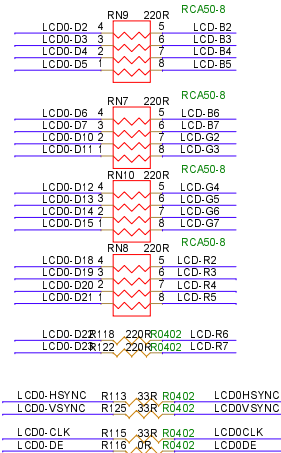 RCA50-8
RN9 220R
LCD0-D2 4 5 LCD-B2
LCD0-D3 3 6 LCD-B3
LCD0-D4 2 7 LCD-B4
LCD0-D5 1 8 LCD-B5
RCA50-8
RN7 220R
LCD0-D6 4 5 LCD-B6
LCD0-D7 3 6 LCD-B7
LCD0-D10 2 7 LCD-G2
LCD0-D11 1 8 LCD-G3
RCA50-8
RN10 220R
LCD0-D12 4 5 LCD-G4
LCD0-D13 3 6 LCD-G5
LCD0-D14 2 7 LCD-G6
LCD0-D15 1 8 LCD-G7
RCA50-8
RN8 220R
LCD0-D18 4 5 LCD-R2
LCD0-D19 3 6 LCD-R3
LCD0-D20 2 7 LCD-R4
LCD0-D21 1 8 LCD-R5
LCD0-D22 R118 220R R0402 LCD-R6
LCD0-D23 R122 220R R0402 LCD-R7
LCD0-HSYNC R113 33R R0402 LCD0HSYNC
LCD0-VSYNC R125 33R R0402 LCD0VSYNC
LCD0-CLK R115 33R R0402 LCD0CLK
LCD0-DE R116 0R R0402 LCD0DE